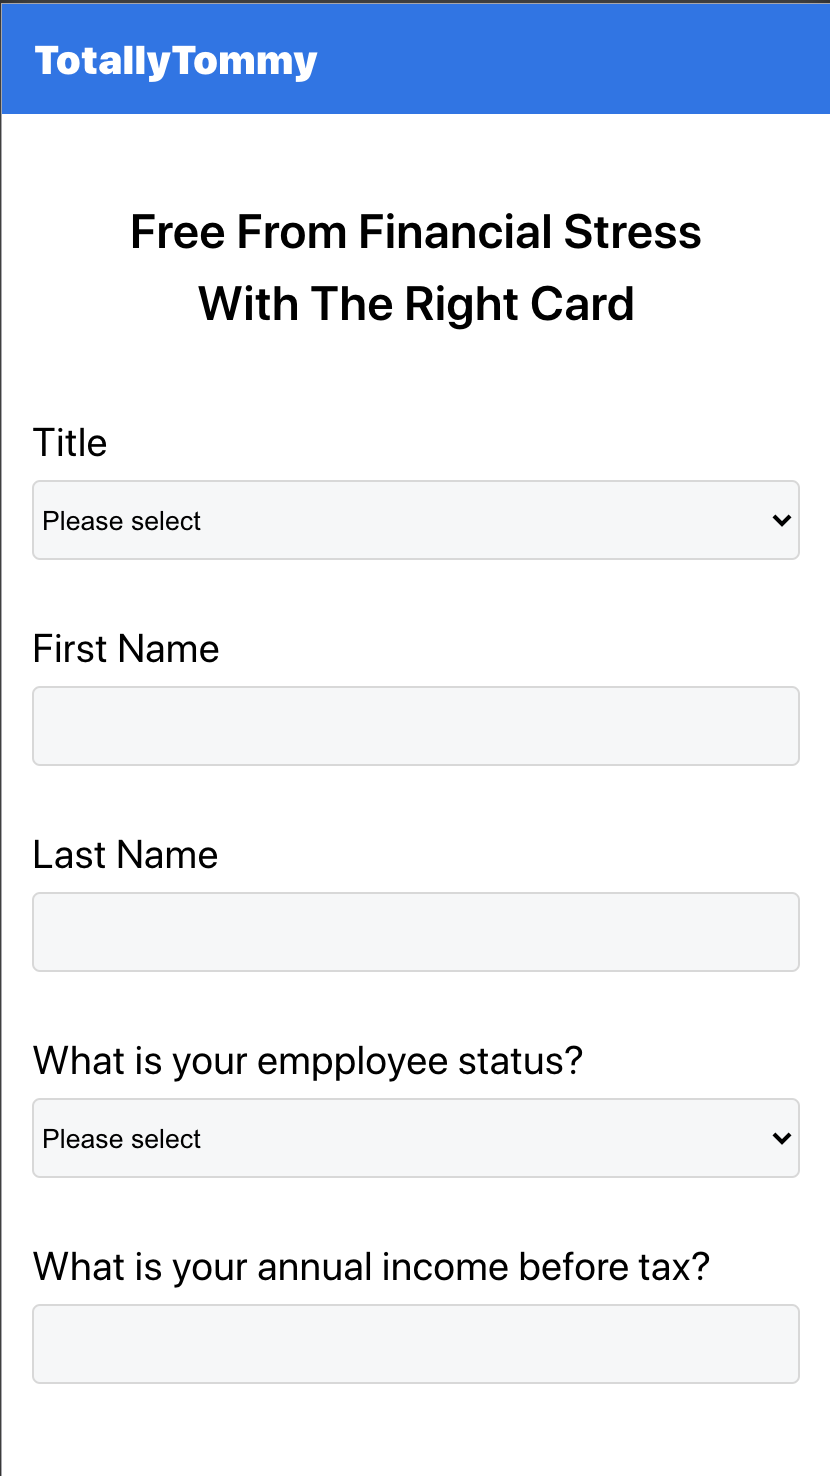 TotallyTommy
Free From Financial Stress
With The Right Card
Title
Please select
First Name
Last Name
What is your empployee status?
Please select
What is your annual income before tax?